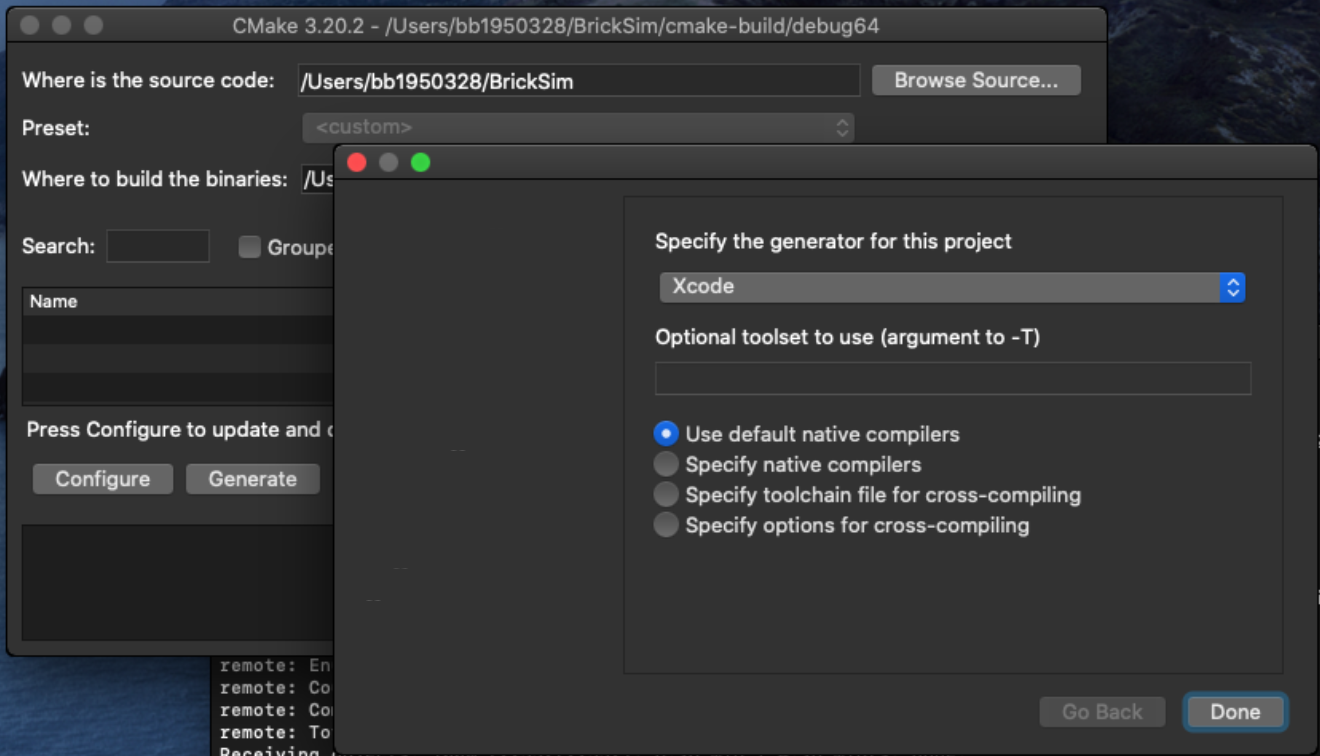 CMake 3.20.2 - /Users/bb1950328/BrickSim/cmake-build/debug64
Where is the source code: /Users/bb1950328/BrickSim Browse Source...
Preset: <custom>
Where to build the binaries: /Us
Search: Groupe
Name
Press Configure to update and
Configure Generate
Specify the generator for this project
Xcode
Optional toolset to use (argument to -T)
Use default native compilers
Specify native compilers
Specify toolchain file for cross-compiling
Specify options for cross-compiling
Go Back Done
remote: En
remote: Co
remote: Co
remote: To
Receiving